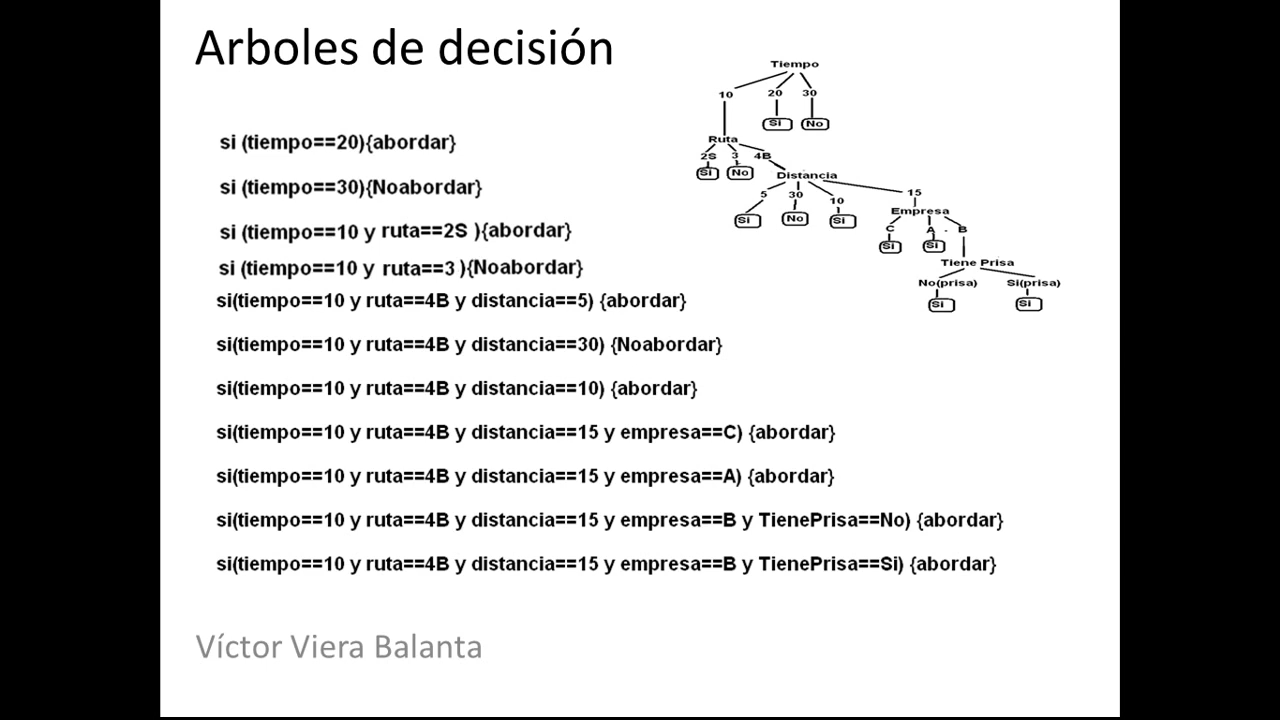 Arboles de decisión
si (tiempo==20){abordar}
si (tiempo==30){Noabordar}
si (tiempo==10 y ruta==2S ){abordar}
si (tiempo==10 y ruta==3 ){Noabordar}
si(tiempo==10 y ruta==4B y distancia==5) {abordar}
si(tiempo==10 y ruta==4B y distancia==30) {Noabordar}
si(tiempo==10 y ruta==4B y distancia==10) {abordar}
si(tiempo==10 y ruta==4B y distancia==15 y empresa==C) {abordar}
si(tiempo==10 y ruta==4B y distancia==15 y empresa==A) {abordar}
si(tiempo==10 y ruta==4B y distancia==15 y empresa==B y TienePrisa==No) {abordar}
si(tiempo==10 y ruta==4B y distancia==15 y empresa==B y TienePrisa==Si) {abordar}
Tiempo
10 20 30
Si No
Ruta
2S 3 4B
Si No
Distancia
5 30 10 15
Si No Si
Empresa
C A B
Si Si
Tiene Prisa
No(prisa) Si(prisa)
Si Si
Víctor Viera Balanta